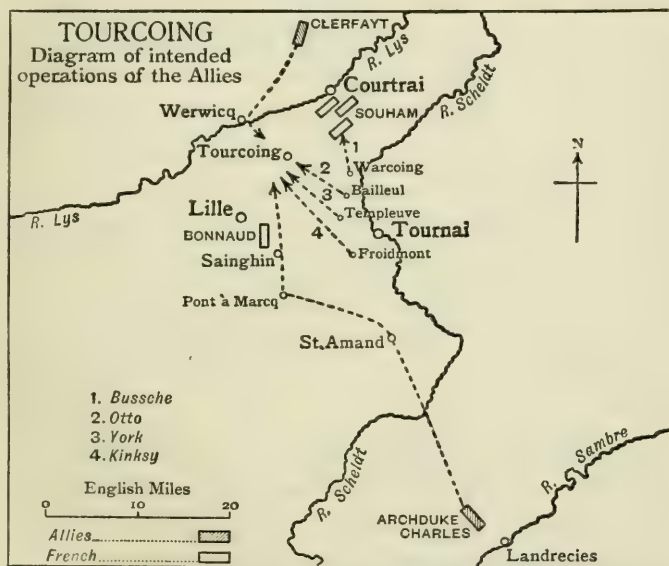 TOURCOING
Diagram of intended
operations of the Allies
CLERFAYT
R. Lys
Courtrai
R. Scheldt
Werwicq
SOUHAM
1
Tourcoing
2
Warcoing
3
Bailleul
Lille
Templeuve
R. Lys
4
Tournai
BONNAUD
Froidmont
Sainghin
Pont à Marcq
St. Amand
1. Bussche
2. Otto
3. York
4. Kinksy
R. Sambre
English Miles
0 10 20
R. Scheldt
Allies
ARCHDUKE
CHARLES
French
Landrecies